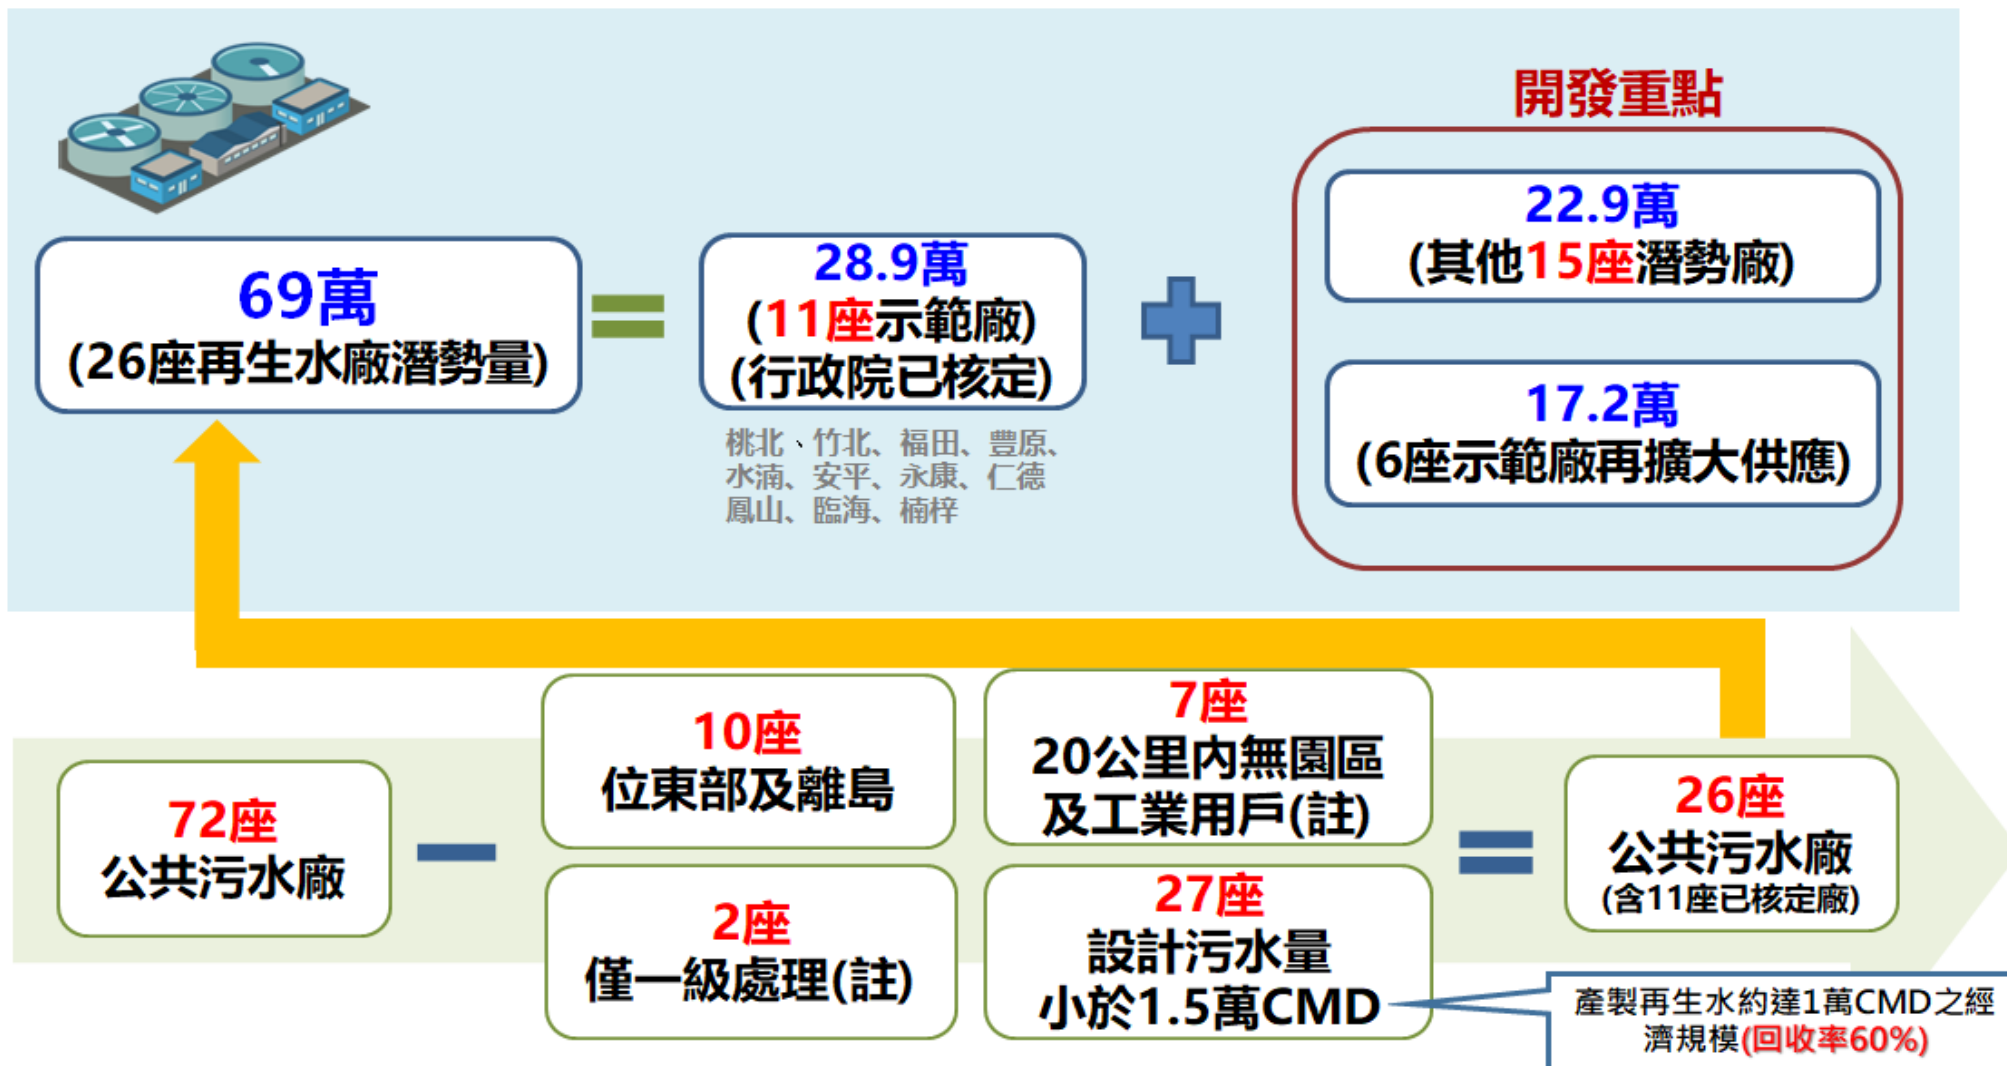 開發重點
69萬
(26座再生水廠潛勢量)
28.9萬
(11座示範廠)
(行政院已核定)
桃北、竹北、福田、豐原、
水湳、安平、永康、仁德
鳳山、臨海、楠梓
22.9萬
(其他15座潛勢廠)
17.2萬
(6座示範廠再擴大供應)
72座
公共污水廠
10座
位東部及離島
2座
僅一級處理(註)
7座
20公里內無園區
及工業用戶(註)
27座
設計污水量
小於1.5萬CMD
26座
公共污水廠
(含11座已核定廠)
產製再生水約達1萬CMD之經
濟規模(回收率60%)